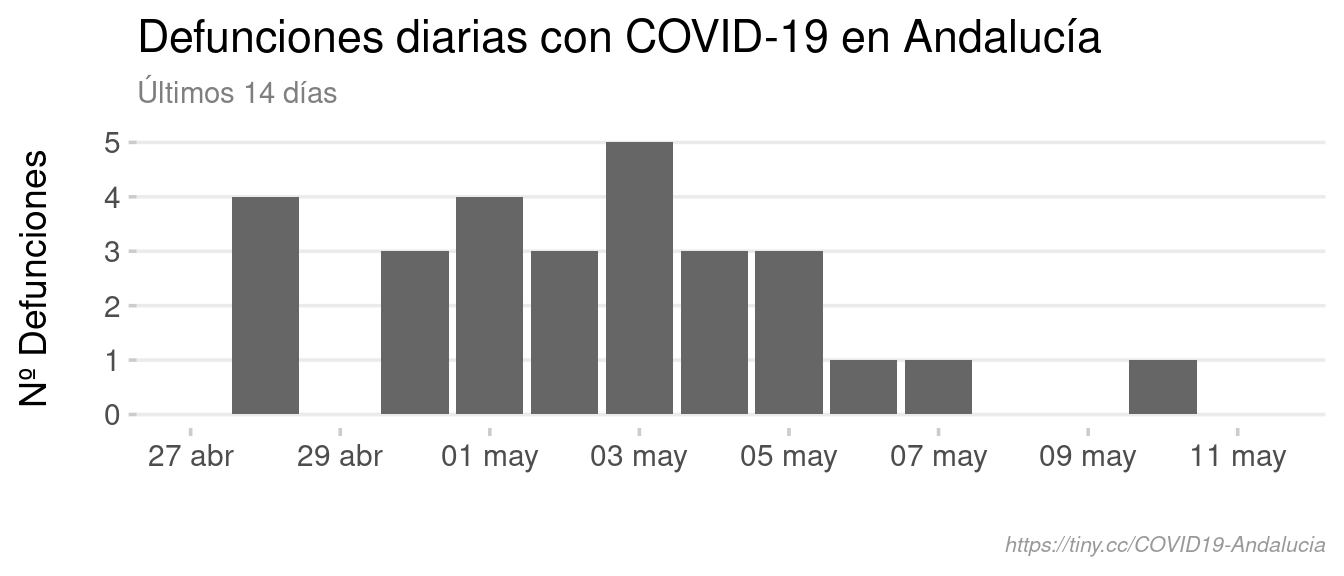 Defunciones diarias con COVID-19 en Andalucía
Últimos 14 días
Nº Defunciones
5
4
3
2
1
0
27 abr 29 abr 01 may 03 may 05 may 07 may 09 may 11 may
https://tiny.cc/COVID19-Andalucia